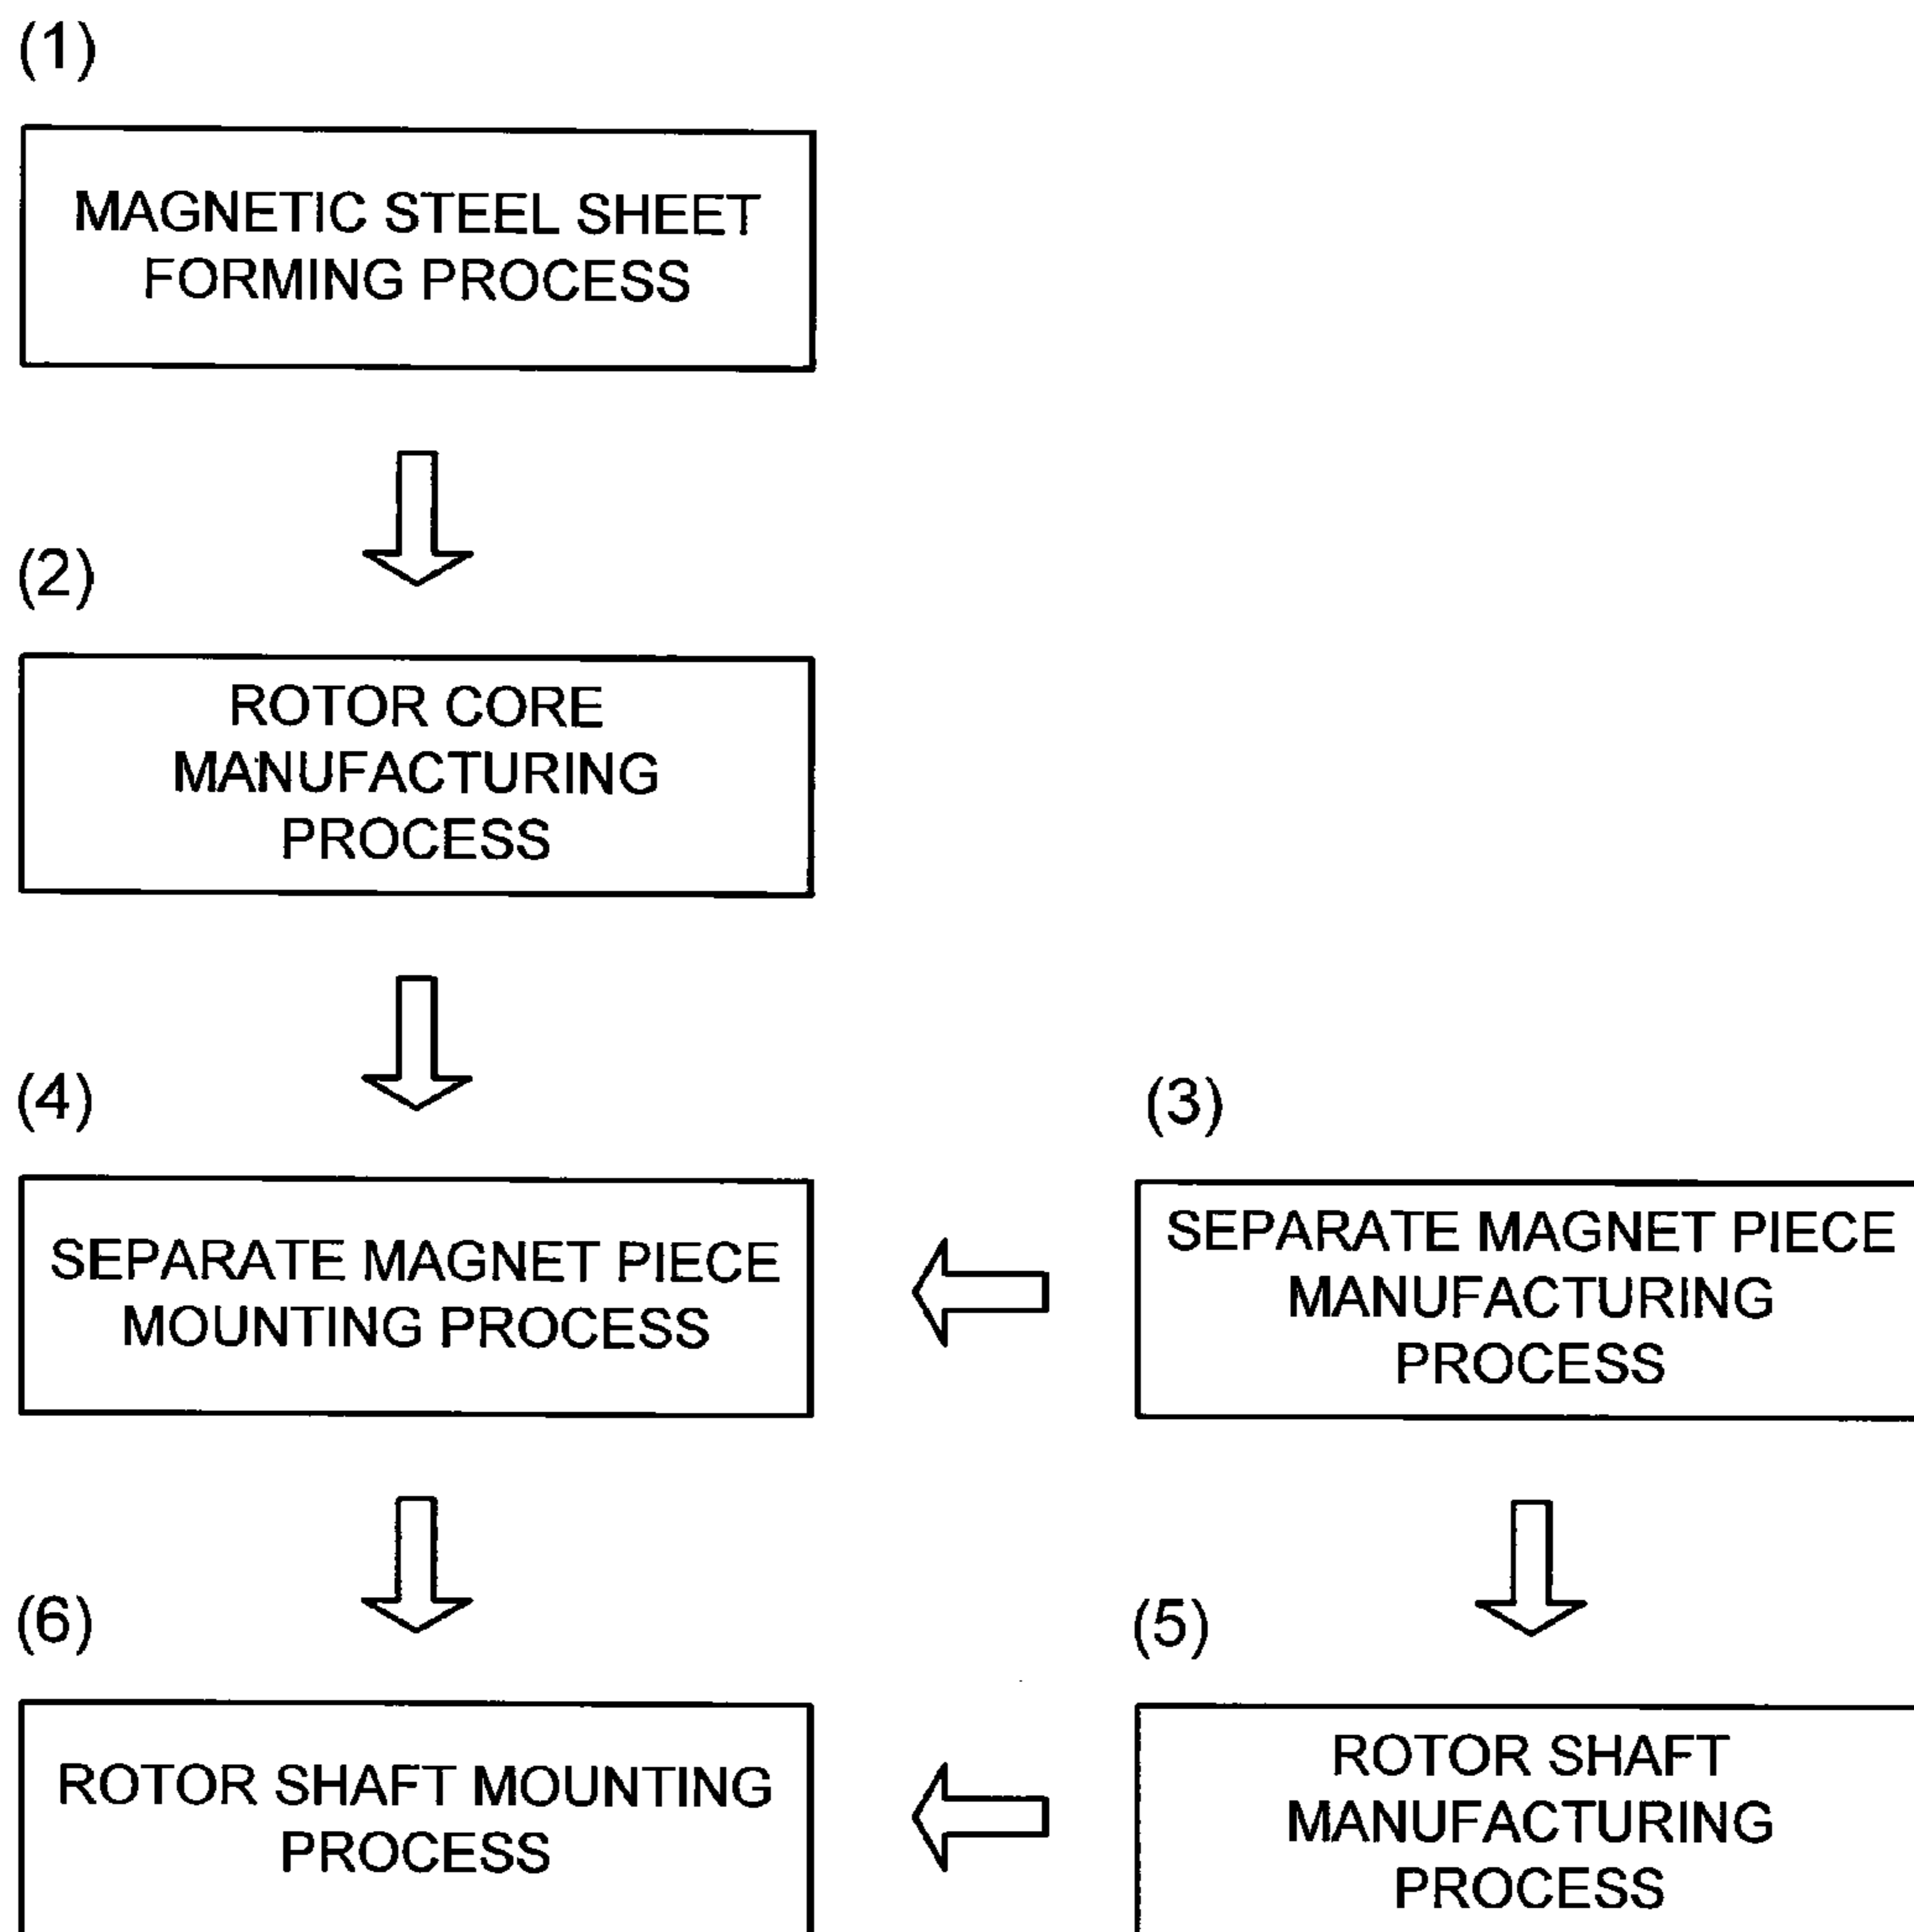 (1)
MAGNETIC STEEL SHEET
FORMING PROCESS
(2)
ROTOR CORE
MANUFACTURING
PROCESS
(4)
SEPARATE MAGNET PIECE
MOUNTING PROCESS
(3)
SEPARATE MAGNET PIECE
MANUFACTURING
PROCESS
(6)
ROTOR SHAFT MOUNTING
PROCESS
(5)
ROTOR SHAFT
MANUFACTURING
PROCESS